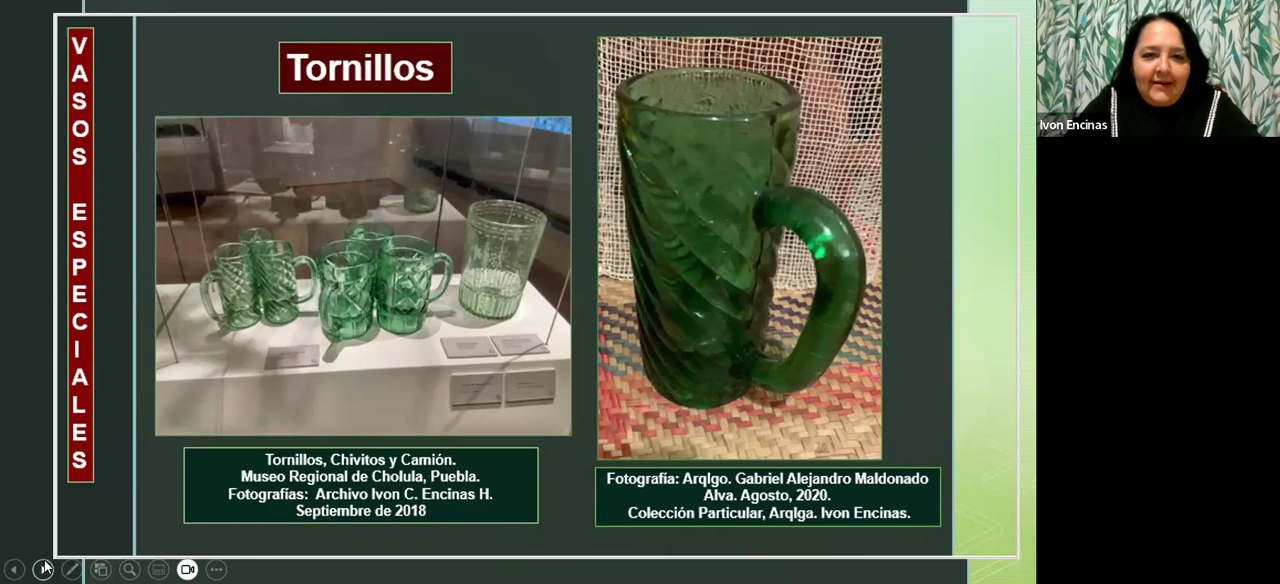 VASOS ESPECIALES
Tornillos
Tornillos, Chivitos y Camión.
Museo Regional de Cholula, Puebla.
Fotografías: Archivo Ivon C. Encinas H.
Septiembre de 2018
Fotografía: Arqlgo. Gabriel Alejandro Maldonado
Alva. Agosto, 2020.
Colección Particular, Arqlga. Ivon Encinas.
Ivon Encinas